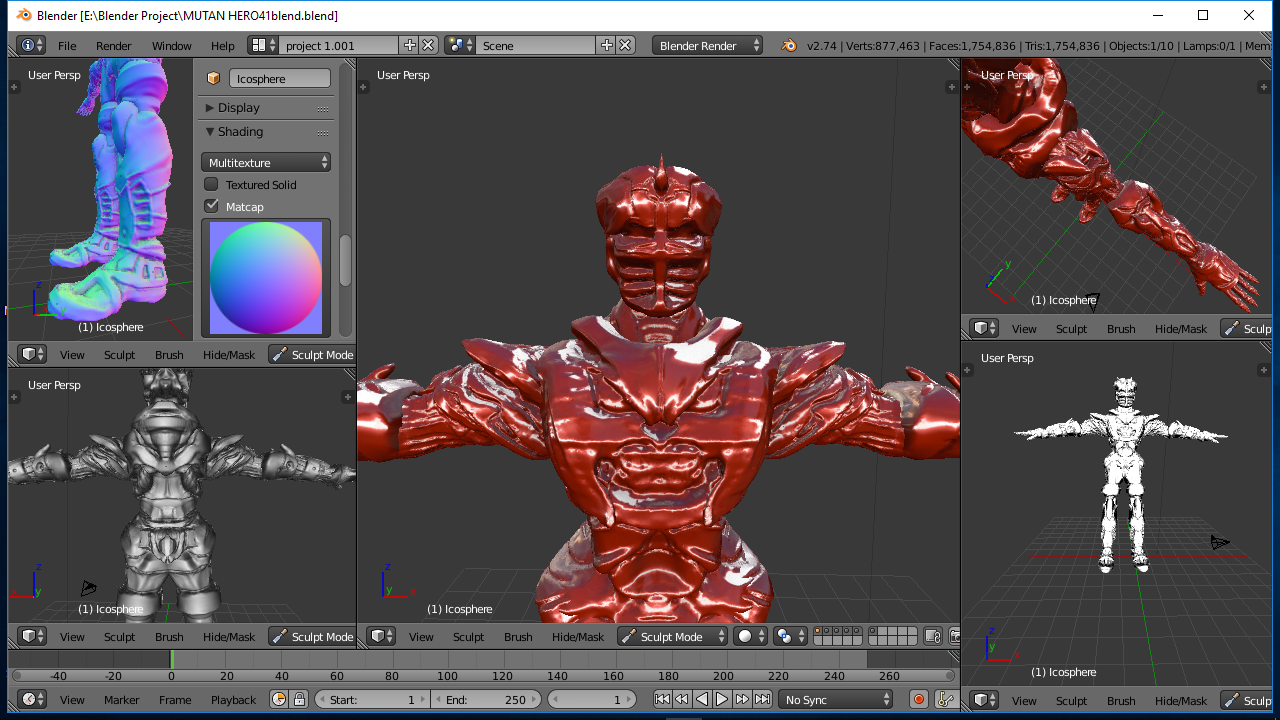 Blender [E:\Blender Project\MUTAN HERO41blend.blend]
File Render Window Help project 1.001 Scene Blender Render v2.74 | Verts:877,463 | Faces:1,754,836 | Tris:1,754,836 | Objects:1/10 | Lamps:0/1 | Mem
User Persp
Icosphere
Display
Shading
Multitexture
Textured Solid
Matcap
z
(1) Icosphere
View Sculpt Brush Hide/Mask Sculpt Mode
User Persp
z
y
(1) Icosphere
View Sculpt Brush Hide/Mask Sculpt Mode
User Persp
z
y
x
(1) Icosphere
View Sculpt Brush Hide/Mask Sculpt Mode
User Persp
y
(1) Icosphere
View Sculpt Brush Hide/Mask Sculp
User Persp
z
y
x
(1) Icosphere
View Sculpt Brush Hide/Mask Sculp
-40 -20 0 20 40 60 80 100 120 140 160 180 200 220 240 260
View Marker Frame Playback Start: 1 End: 250 1 No Sync